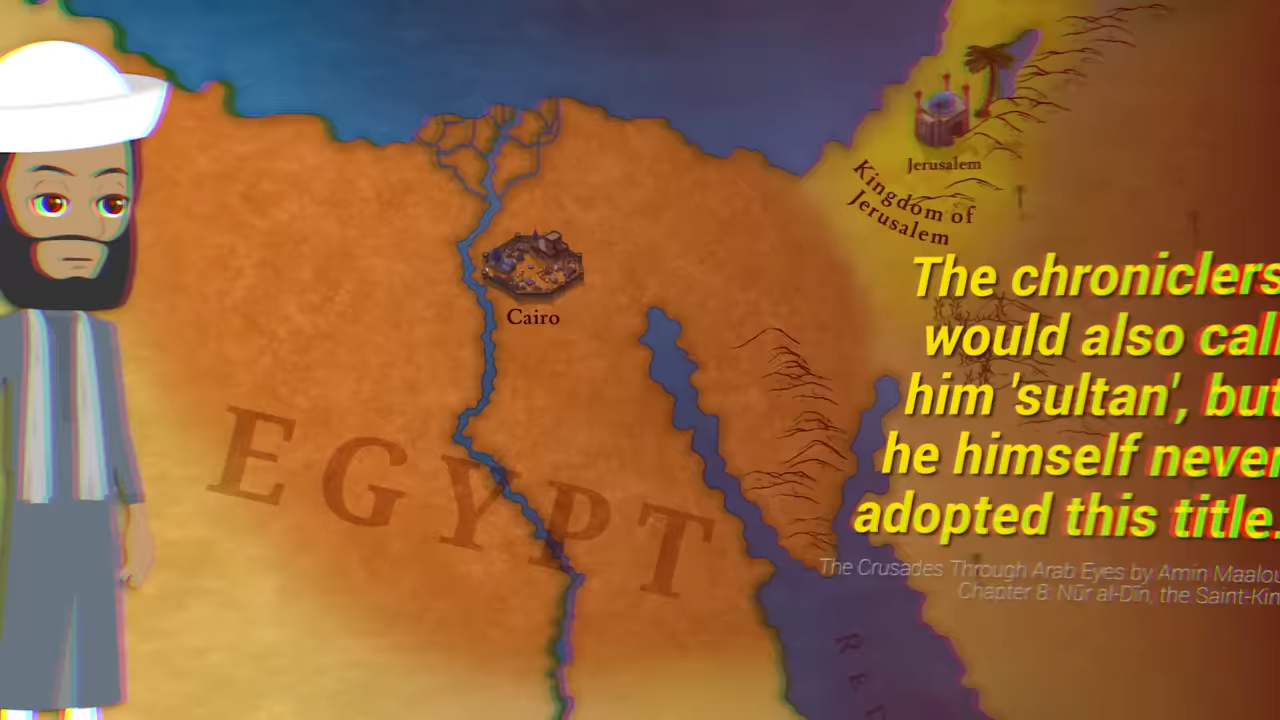 Jerusalem
Kingdom of
Jerusalem
Cairo
EGYPT
The chroniclers
would also call
him 'sultan', but
he himself never
adopted this title.
The Crusades Through Arab Eyes by Amin Maalou
Chapter 8: Nūr al-Dīn, the Saint-Kin
RED